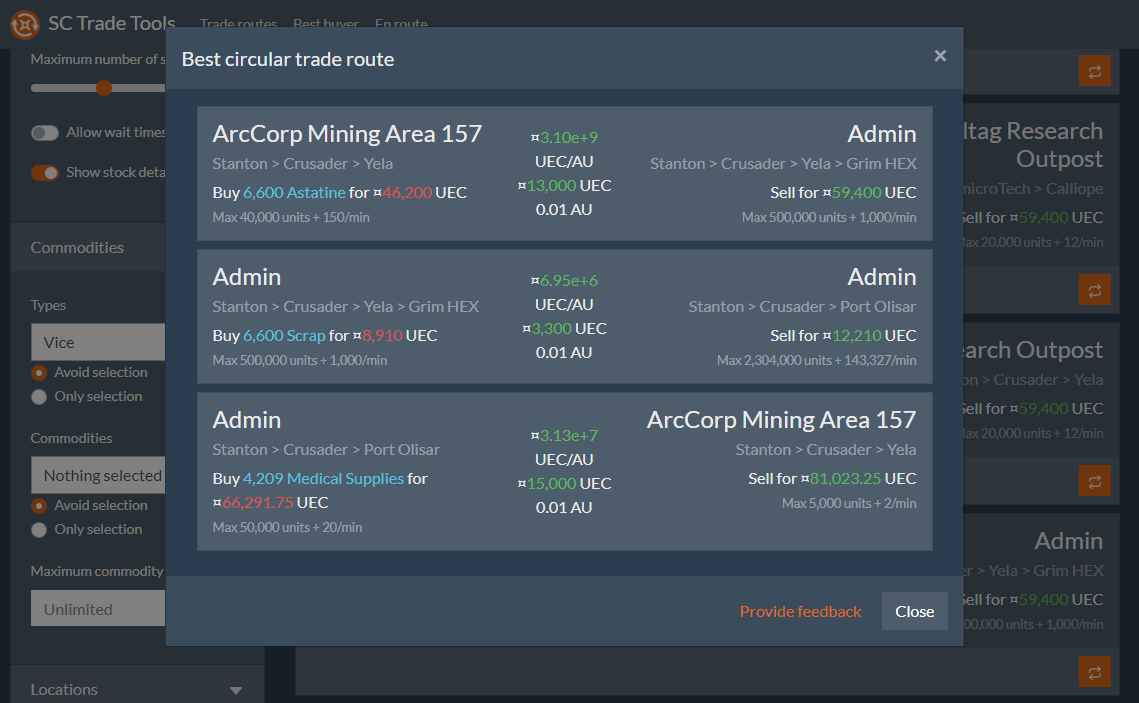 SC Trade Tools
Trade routes Best buyer En route
Maximum number of s
Allow wait times
Show stock deta
Commodities
Types
Vice
Avoid selection
Only selection
Commodities
Nothing selected
Avoid selection
Only selection
Maximum commodity
Unlimited
Locations
Best circular trade route
×
ArcCorp Mining Area 157
Stanton > Crusader > Yela
Buy 6,600 Astatine for ¤46,200 UEC
Max 40,000 units + 150/min
¤3.10e+9
UEC/AU
¤13,000 UEC
0.01 AU
Admin
Stanton > Crusader > Yela > Grim HEX
Sell for ¤59,400 UEC
Max 500,000 units + 1,000/min
Admin
Stanton > Crusader > Yela > Grim HEX
Buy 6,600 Scrap for ¤8,910 UEC
Max 500,000 units + 1,000/min
¤6.95e+6
UEC/AU
¤3,300 UEC
0.01 AU
Admin
Stanton > Crusader > Port Olisar
Sell for ¤12,210 UEC
Max 2,304,000 units + 143,327/min
Admin
Stanton > Crusader > Port Olisar
Buy 4,209 Medical Supplies for
¤66,291.75 UEC
Max 50,000 units + 20/min
¤3.13e+7
UEC/AU
¤15,000 UEC
0.01 AU
ArcCorp Mining Area 157
Stanton > Crusader > Yela
Sell for ¤81,023.25 UEC
Max 5,000 units + 2/min
Provide feedback
Close
ltag Research
Outpost
microTech > Calliope
Sell for ¤59,400 UEC
Max 20,000 units + 12/min
earch Outpost
on > Crusader > Yela
Sell for ¤59,400 UEC
Max 20,000 units + 12/min
Admin
er > Yela > Grim HEX
Sell for ¤59,400 UEC
00,000 units + 1,000/min